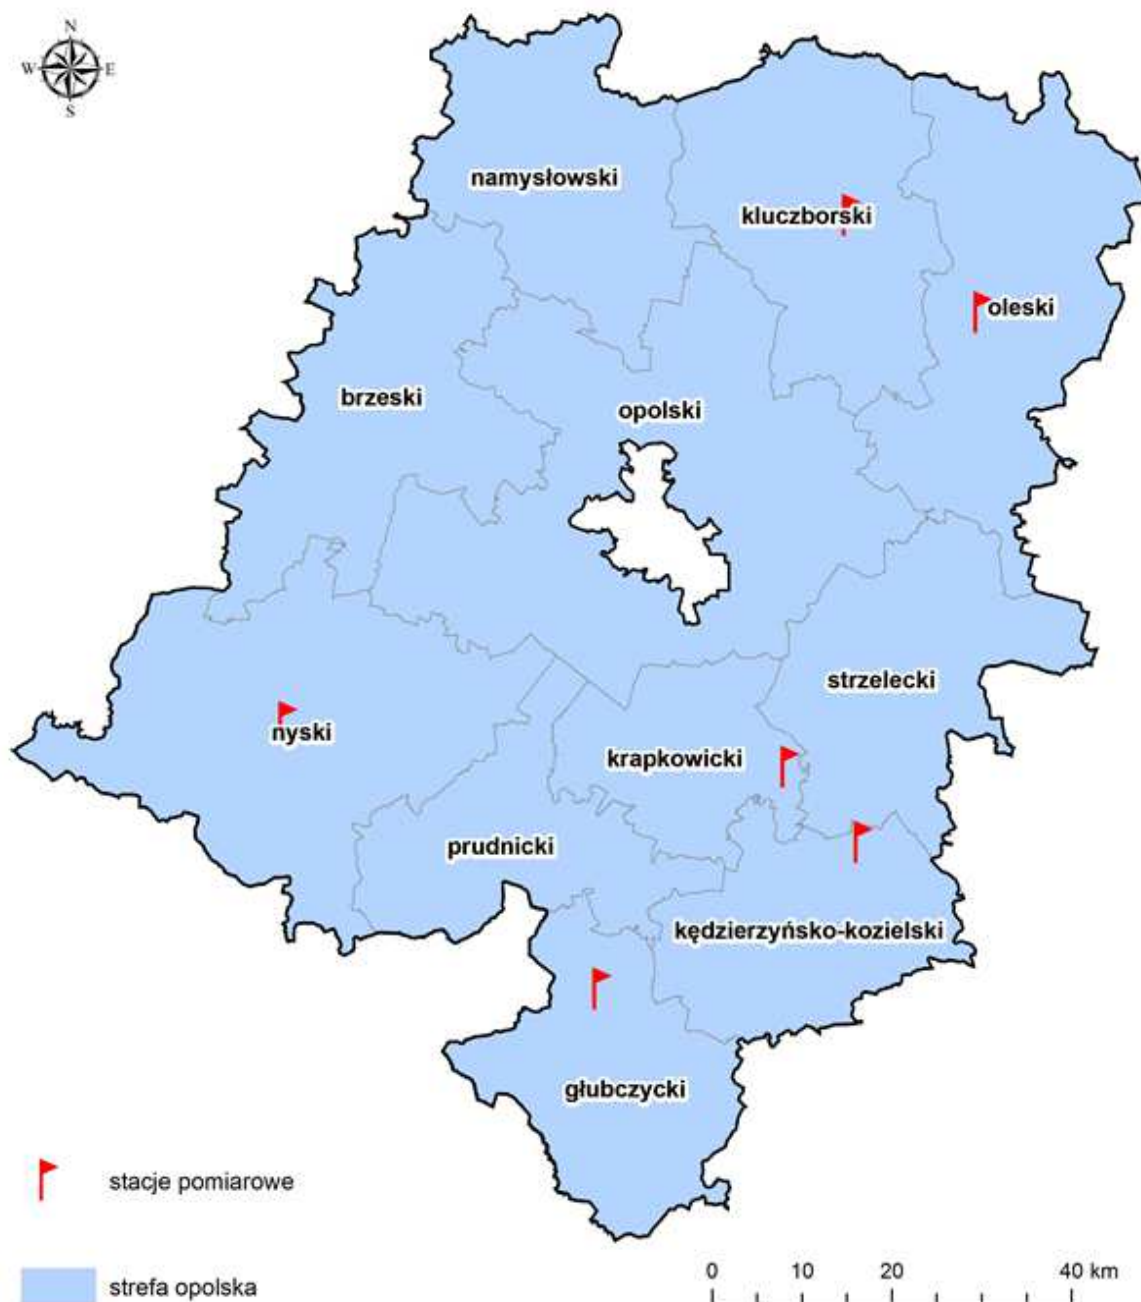 N
W E
S
namysłowski
kluczborski
oleski
brzeski
opolski
strzelecki
nyski
krapkowicki
prudnicki
kędzierzyńsko-kozielski
głubczycki
stacje pomiarowe
strefa opolska
0 10 20 40 km